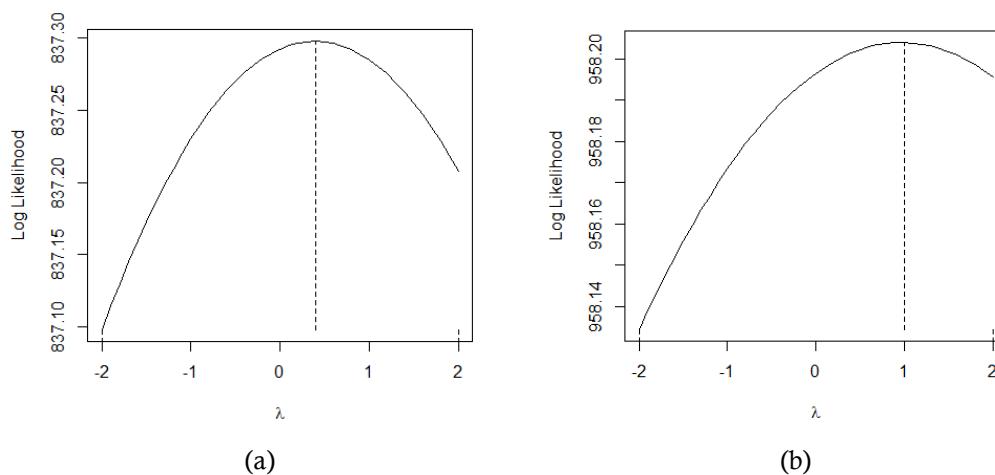 Log Likelihood
837.30
837.25
837.20
837.15
837.10
-2 -1 0 1 2
λ
(a)
Log Likelihood
958.20
958.18
958.16
958.14
-2 -1 0 1 2
λ
(b)